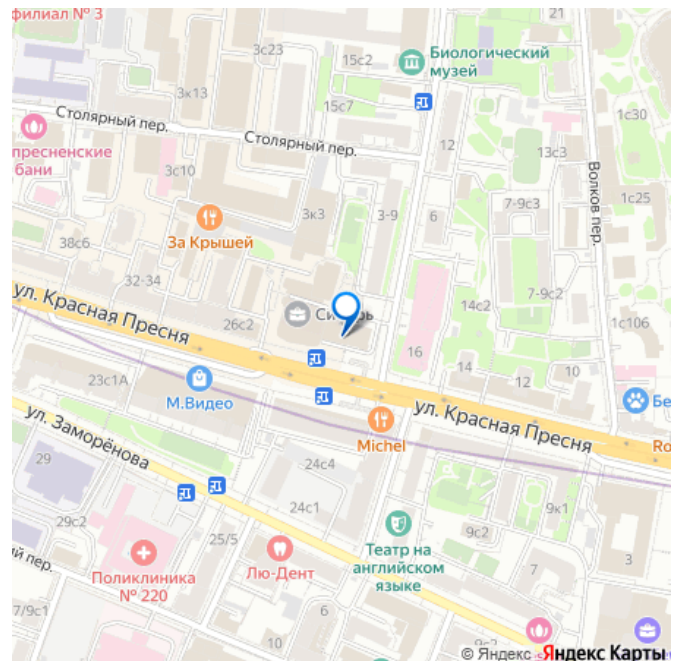 филиал № 3
3с23
15с2
Биологический
музей
3к13
15с7
1с30
Столярный пер.
Столярный пер.
12
13с3
пресненские
бани
3с10
Волков пер.
7-9с3
1с25
3к3
3-9
6
За Крышей
38с6
32-34
7-9с2
14с2
ул. Красная Пресня
26с2
1с106
16
14
12
10
23с1А
М.Видео
Бе
ул. Красная Пресня
Michel
Ro
ул. Заморёнова
29
24с4
24с1
9к1
29с2
9с2
25/5
Театр на
английском
языке
7
3
й пер.
Поликлиника
№ 220
Лю-Дент
7/9с1
6
10
9с2
© Яндекс
Яндекс Карты